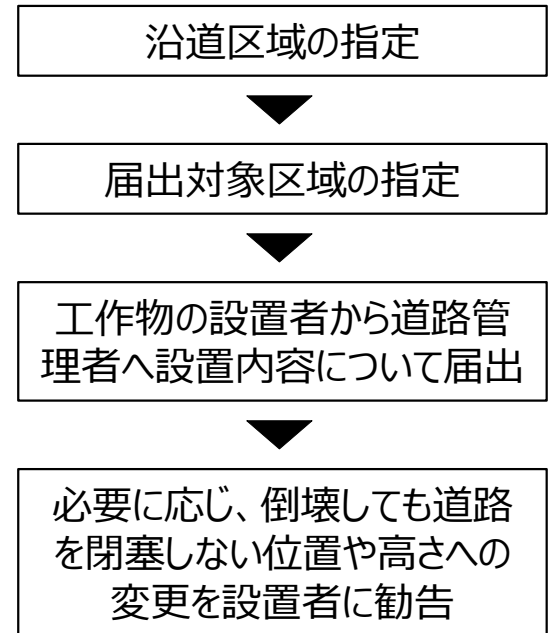 沿道区域の指定
届出対象区域の指定
工作物の設置者から道路管
理者へ設置内容について届出
必要に応じ、倒壊しても道路
を閉塞しない位置や高さへの
変更を設置者に勧告